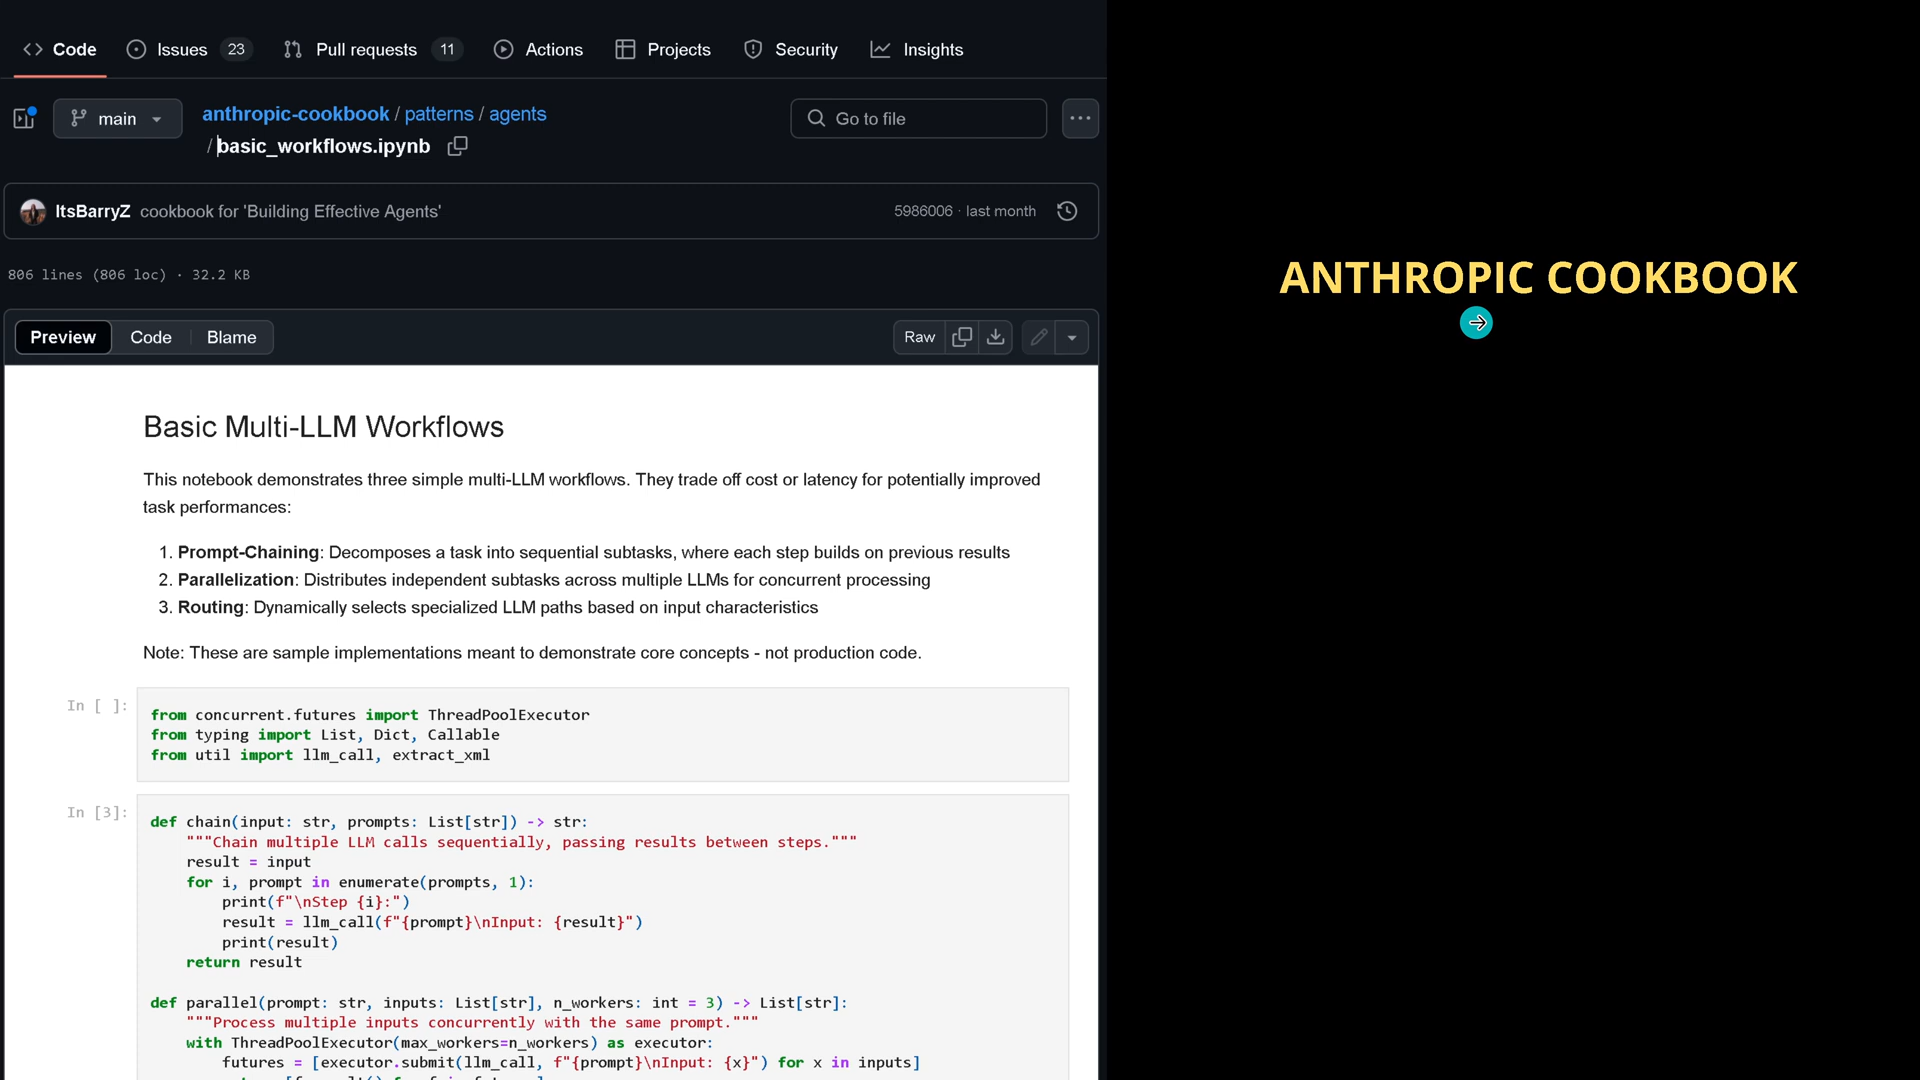 Code Issues 23 Pull requests 11 Actions Projects Security Insights
main
anthropic-cookbook / patterns / agents
/ basic_workflows.ipynb
Go to file
ItsBarryZ cookbook for 'Building Effective Agents' 5986006 · last month
806 lines (806 loc) · 32.2 KB
Preview Code Blame Raw
Basic Multi-LLM Workflows
This notebook demonstrates three simple multi-LLM workflows. They trade off cost or latency for potentially improved
task performances:
1. Prompt-Chaining: Decomposes a task into sequential subtasks, where each step builds on previous results
2. Parallelization: Distributes independent subtasks across multiple LLMs for concurrent processing
3. Routing: Dynamically selects specialized LLM paths based on input characteristics
Note: These are sample implementations meant to demonstrate core concepts - not production code.
In [ ]:
from concurrent.futures import ThreadPoolExecutor
from typing import List, Dict, Callable
from util import llm_call, extract_xml
In [3]:
def chain(input: str, prompts: List[str]) -> str:
    """Chain multiple LLM calls sequentially, passing results between steps."""
    result = input
    for i, prompt in enumerate(prompts, 1):
        print(f"\nStep {i}:")
        result = llm_call(f"{prompt}\nInput: {result}")
        print(result)
    return result
def parallel(prompt: str, inputs: List[str], n_workers: int = 3) -> List[str]:
    """Process multiple inputs concurrently with the same prompt."""
    with ThreadPoolExecutor(max_workers=n_workers) as executor:
        futures = [executor.submit(llm_call, f"{prompt}\nInput: {x}") for x in inputs]
ANTHROPIC COOKBOOK